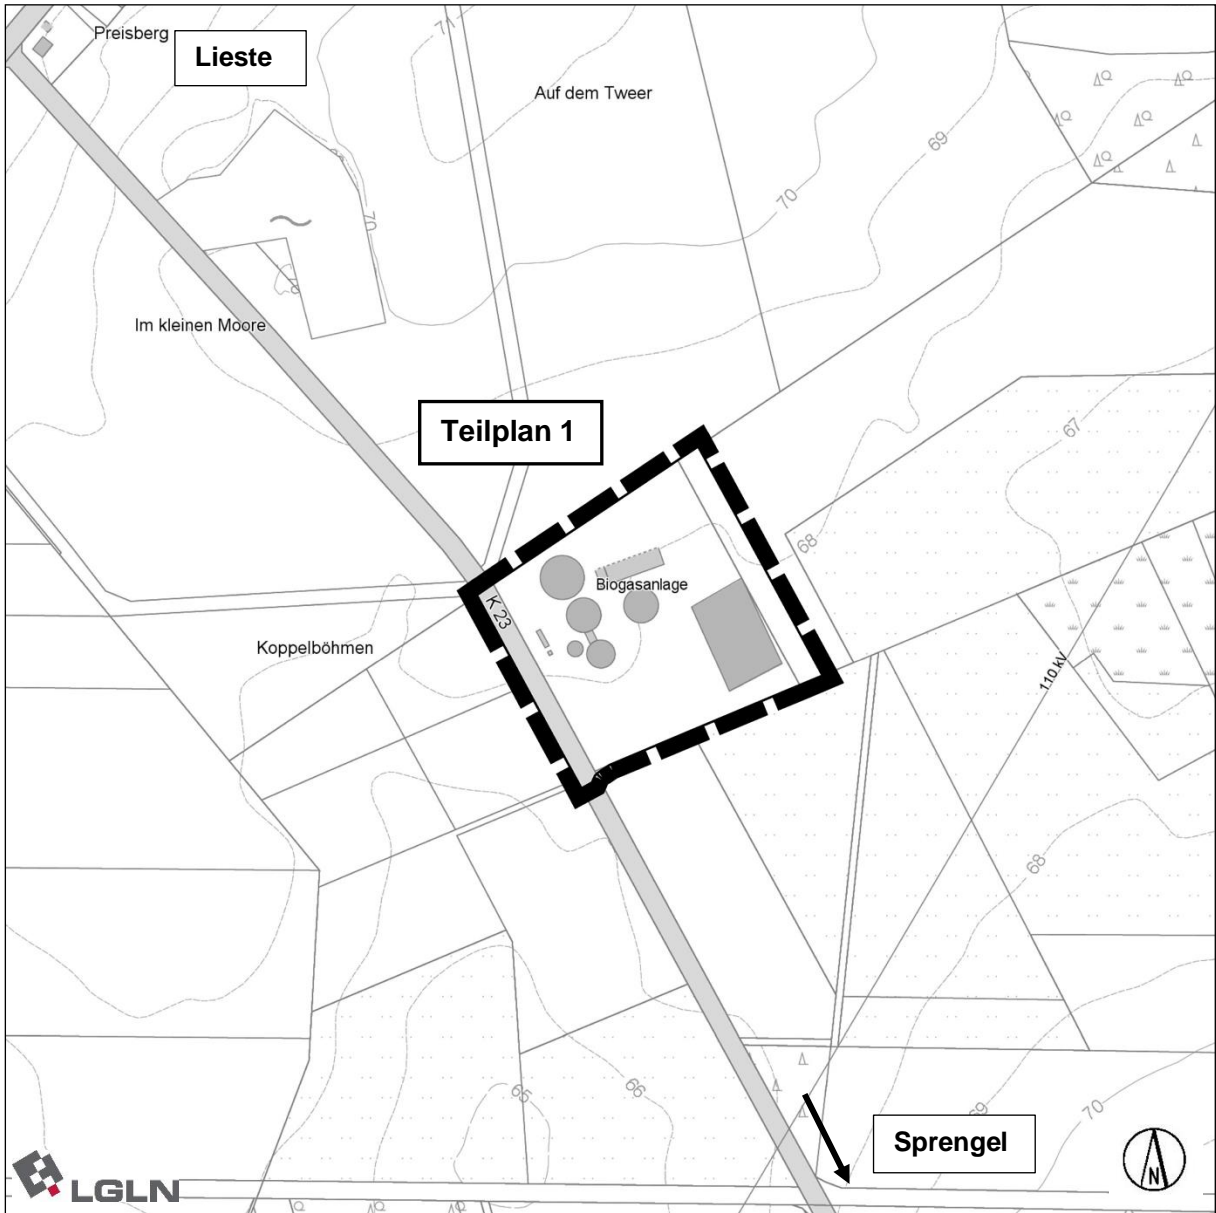 Preisberg
Lieste
71
Auf dem Tweer
69
70
70
Im kleinen Moore
Teilplan 1
67
68
Biogasanlage
K 23
Koppelböhmen
110 kV
68
66
65
69
70
Sprengel
N
LGLN